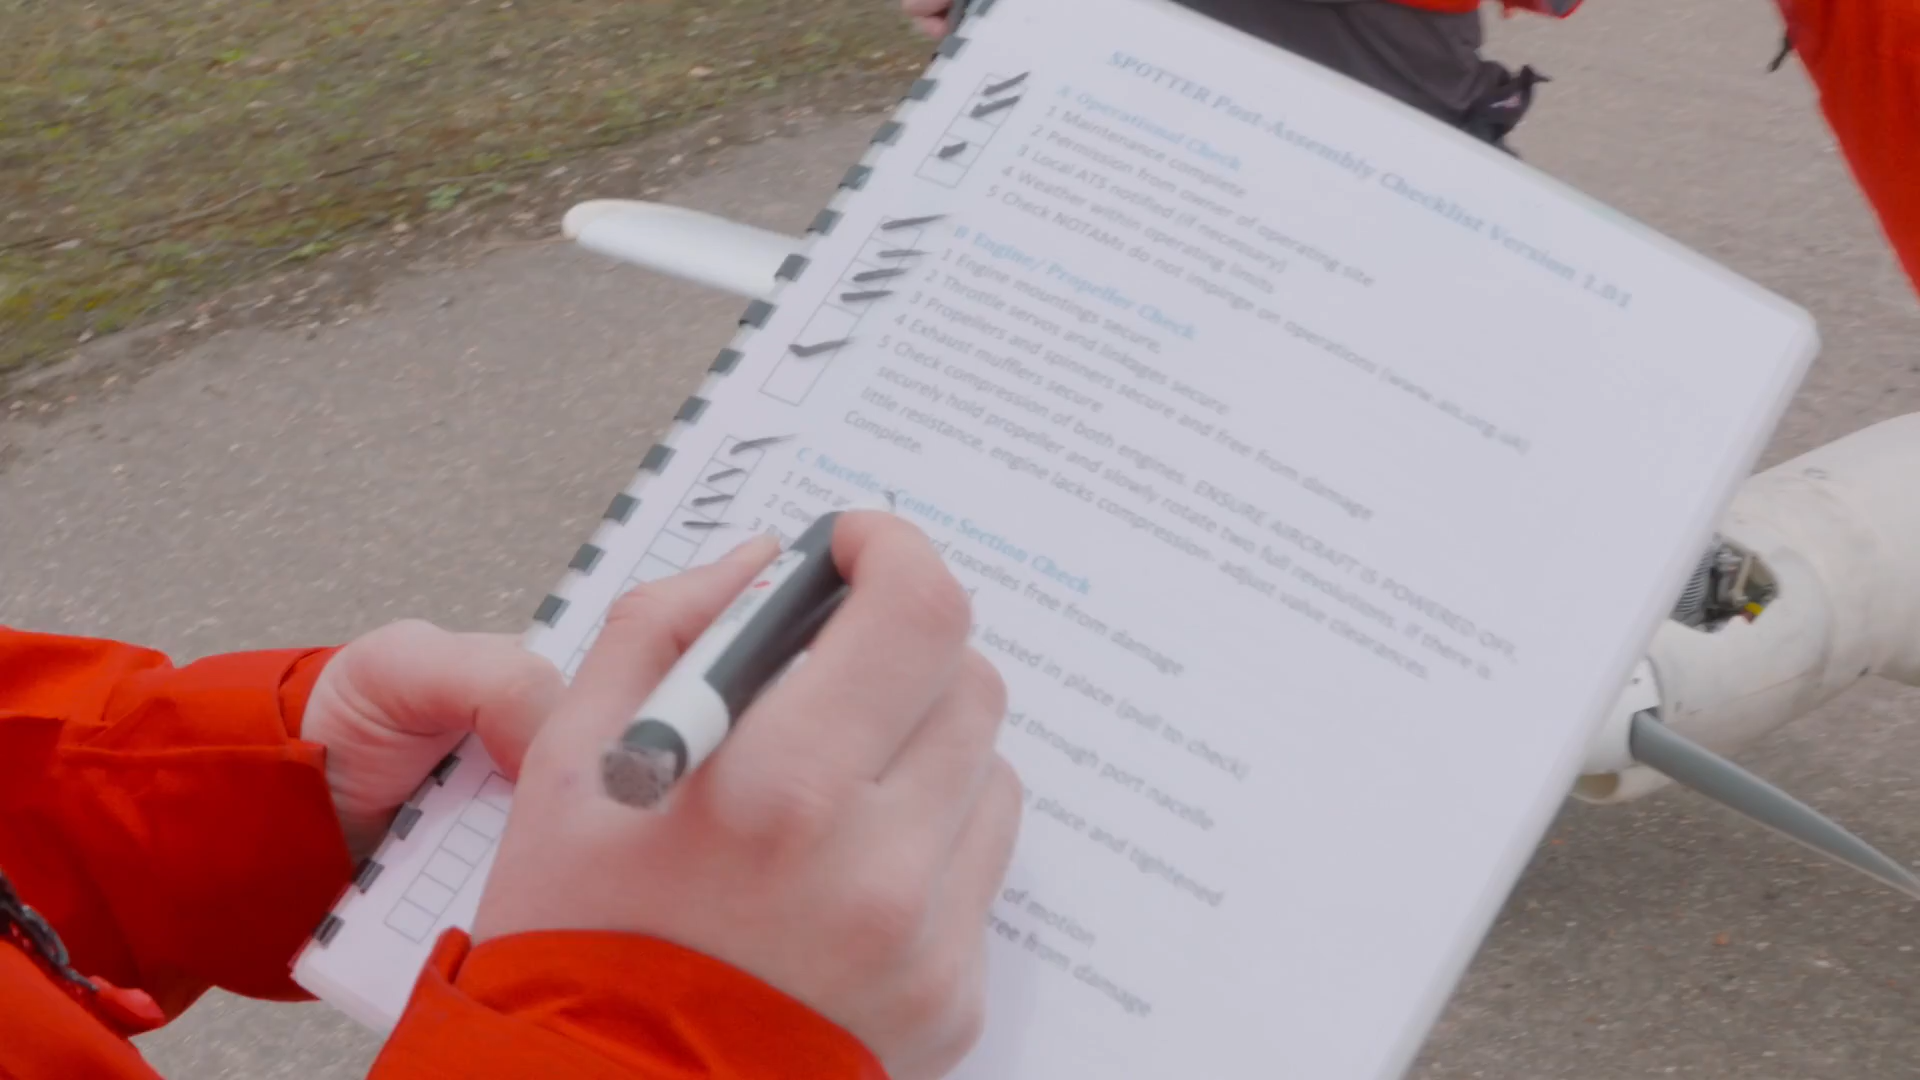 SPOTTER Post-Assembly Checklist Version 1.01
A Operational Check
1 Maintenance complete
2 Permission from owner of operating site
3 Local ATS notified (if necessary)
4 Weather within operating limits
5 Check NOTAMs do not impinge on operations (www.ais.org.uk)
B Engine/ Propeller Check
1 Engine mountings secure.
2 Throttle servos and linkages secure
3 Propellers and spinners secure and free from damage
4 Exhaust mufflers secure
5 Check compression of both engines. ENSURE AIRCRAFT IS POWERED OFF,
securely hold propeller and slowly rotate two full revolutions. If there is
little resistance, engine lacks compression, adjust valve clearances.
Complete.
C Nacelle/Centre Section Check
1 Port nacelles free from damage
2
3 locked in place (pull to check)
through port nacelle
place and tightened
of motion
free from damage